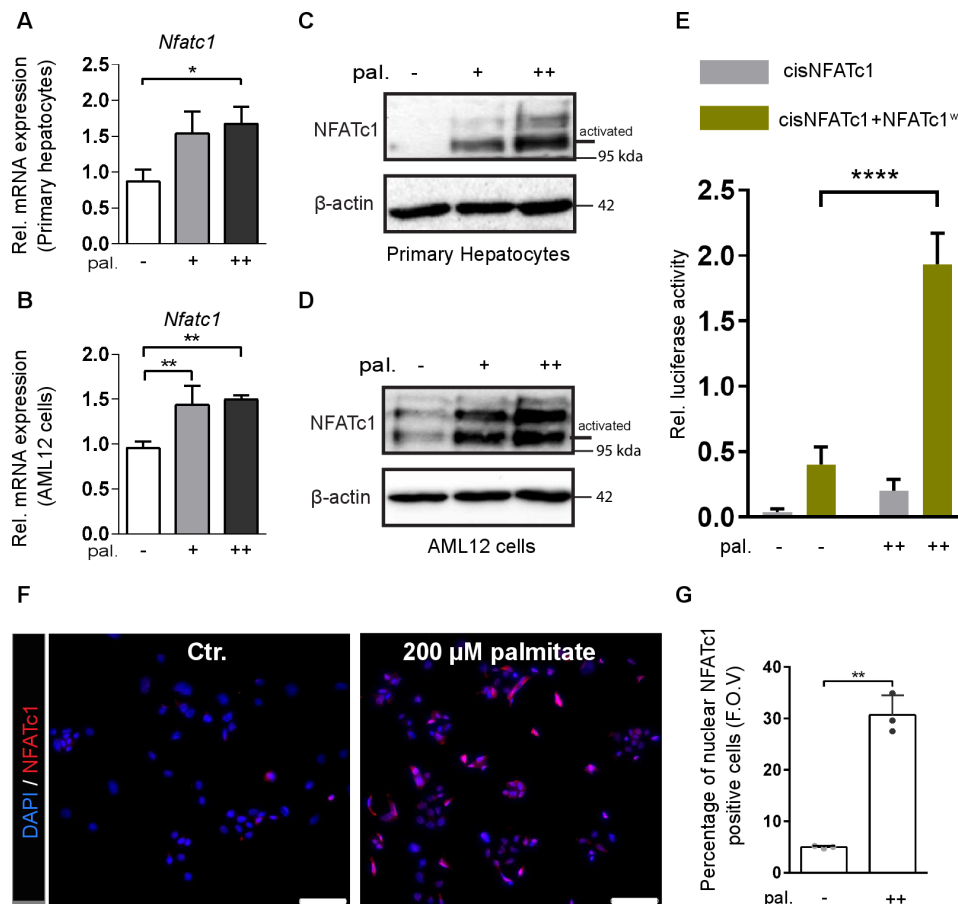 A
Nfatc1
Rel. mRNA expression
(Primary hepatocytes)
2.5
2.0
1.5
1.0
0.5
0.0
*
pal. - + ++
B
Nfatc1
Rel. mRNA expression
(AML12 cells)
2.0
1.5
1.0
0.5
0.0
**
**
pal. - + ++
C
pal. - + ++
NFATc1
activated
95 kda
β-actin
42
Primary Hepatocytes
D
pal. - + ++
NFATc1
activated
95 kda
β-actin
42
AML12 cells
E
cisNFATc1
cisNFATc1+NFATc1ʷ
Rel. luciferase activity
2.5
2.0
1.5
1.0
0.5
0.0
****
pal. - - ++ ++
F
DAPI / NFATc1
Ctr.
200 µM palmitate
G
Percentage of nuclear NFATc1
positive cells (F.O.V)
40
30
20
10
5
0
**
pal. - ++